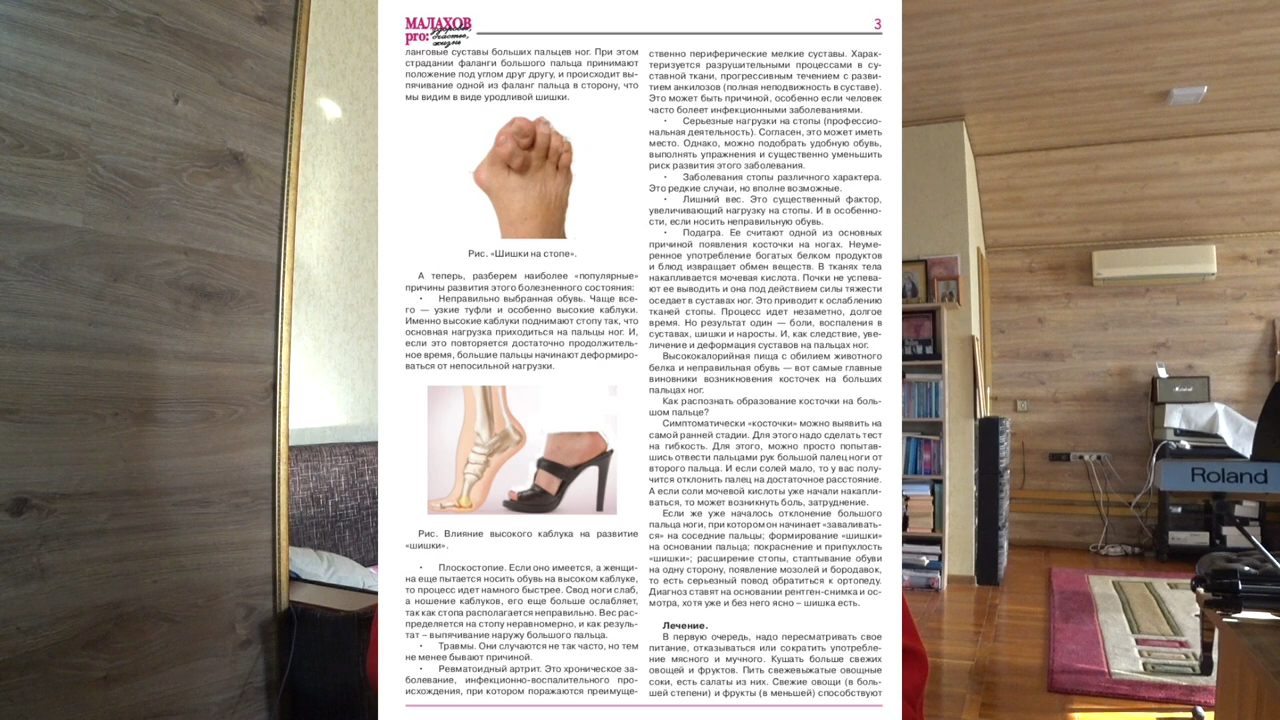 МАЛАХОВ
pro: здоровье,
счастье,
жизнь
3
ланговые суставы больших пальцев ног. При этом
страдании фаланги большого пальца принимают
положение под углом друг другу, и происходит вы-
пячивание одной из фаланг пальца в сторону, что
мы видим в виде уродливой шишки.
Рис. «Шишки на стопе».
А теперь, разберем наиболее «популярные»
причины развития этого болезненного состояния:
• Неправильно выбранная обувь. Чаще все-
го — узкие туфли и особенно высокие каблуки.
Именно высокие каблуки поднимают стопу так, что
основная нагрузка приходиться на пальцы ног. И,
если это повторяется достаточно продолжитель-
ное время, большие пальцы начинают деформиро-
ваться от непосильной нагрузки.
Рис. Влияние высокого каблука на развитие
«шишки».
• Плоскостопие. Если оно имеется, а женщи-
на еще пытается носить обувь на высоком каблуке,
то процесс идет намного быстрее. Свод ноги слаб,
а ношение каблуков, его еще больше ослабляет,
так как стопа располагается неправильно. Вес рас-
пределяется на стопу неравномерно, и как резуль-
тат – выпячивание наружу большого пальца.
• Травмы. Они случаются не так часто, но тем
не менее бывают причиной.
• Ревматоидный артрит. Это хроническое за-
болевание, инфекционно-воспалительного про-
исхождения, при котором поражаются преимуще-
ственно периферические мелкие суставы. Харак-
теризуется разрушительными процессами в су-
ставной ткани, прогрессивным течением с разви-
тием анкилозов (полная неподвижность в суставе).
Это может быть причиной, особенно если человек
часто болеет инфекционными заболеваниями.
• Серьезные нагрузки на стопы (профессио-
нальная деятельность). Согласен, это может иметь
место. Однако, можно подобрать удобную обувь,
выполнять упражнения и существенно уменьшить
риск развития этого заболевания.
• Заболевания стопы различного характера.
Это редкие случаи, но вполне возможные.
• Лишний вес. Это существенный фактор,
увеличивающий нагрузку на стопы. И в особенно-
сти, если носить неправильную обувь.
• Подагра. Ее считают одной из основных
причиной появления косточки на ногах. Неуме-
ренное употребление богатых белком продуктов
и блюд извращает обмен веществ. В тканях тела
накапливается мочевая кислота. Почки не успева-
ют ее выводить и она под действием силы тяжести
оседает в суставах ног. Это приводит к ослаблению
тканей стопы. Процесс идет незаметно, долгое
время. Но результат один — боли, воспаления в
суставах, шишки и наросты. И, как следствие, уве-
личение и деформация суставов на пальцах ног.
Высококалорийная пища с обилием животного
белка и неправильная обувь — вот самые главные
виновники возникновения косточек на больших
пальцах ног.
Как распознать образование косточки на боль-
шом пальце?
Симптоматически «косточки» можно выявить на
самой ранней стадии. Для этого надо сделать тест
на гибкость. Для этого, можно просто попытав-
шись отвести пальцами рук большой палец ноги от
второго пальца. И если солей мало, то у вас полу-
чится отклонить палец на достаточное расстояние.
А если соли мочевой кислоты уже начали накапли-
ваться, то может возникнуть боль, затруднение.
Если же уже началось отклонение большого
пальца ноги, при котором он начинает «заваливать-
ся» на соседние пальцы; формирование «шишки»
на основании пальца; покраснение и припухлость
«шишки»; расширение стопы, стаптывание обуви
на одну сторону, появление мозолей и бородавок,
то есть серьезный повод обратиться к ортопеду.
Диагноз ставят на основании рентген-снимка и ос-
мотра, хотя уже и без него ясно – шишка есть.
Лечение.
В первую очередь, надо пересматривать свое
питание, отказываться или сократить употребле-
ние мясного и мучного. Кушать больше свежих
овощей и фруктов. Пить свежевыжатые овощные
соки, есть салаты из них. Свежие овощи (в боль-
шей степени) и фрукты (в меньшей) способствуют
Marshall
Roland